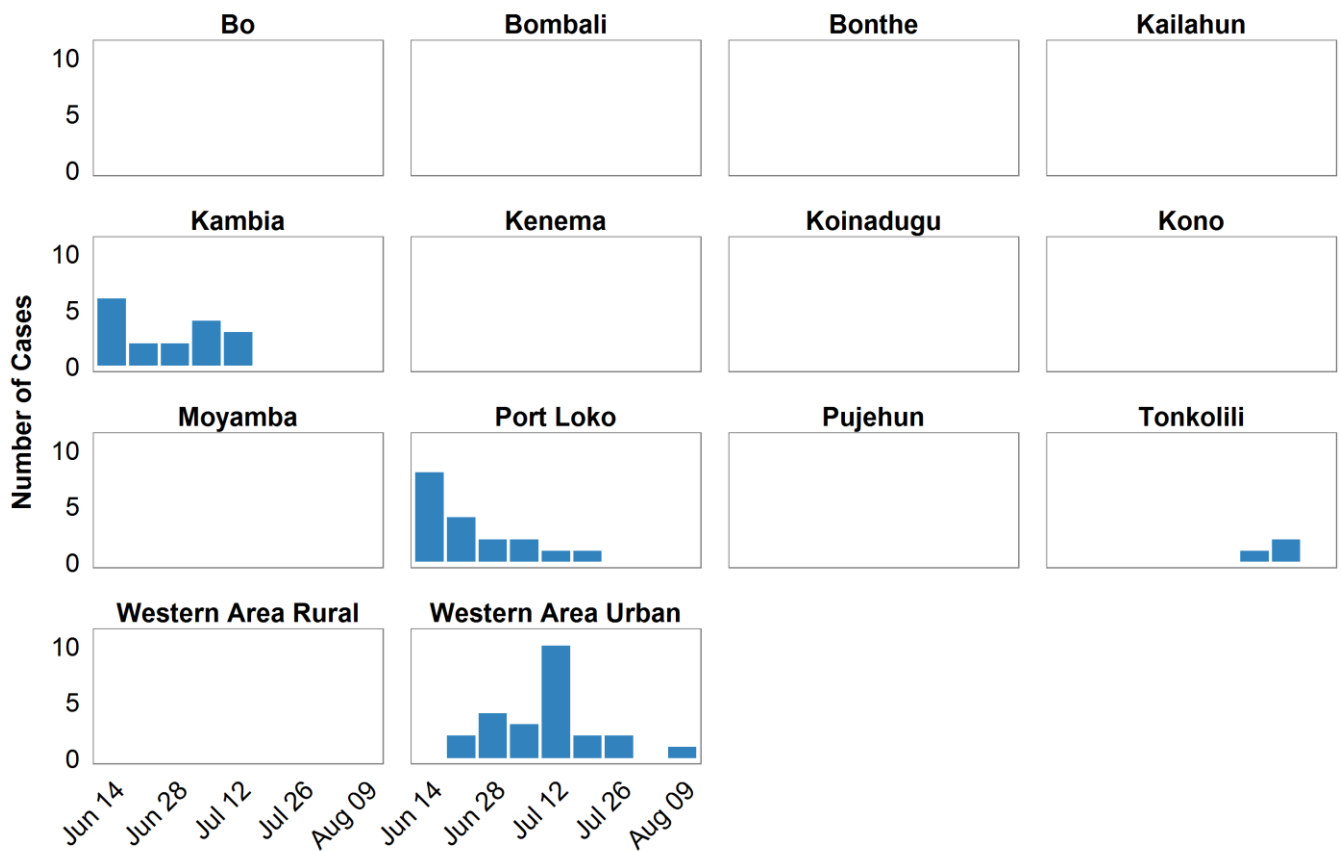 Bo Bombali Bonthe Kailahun
10
5
0
Kambia Kenema Koinadugu Kono
10
5
0
Number of Cases
Moyamba Port Loko Pujehun Tonkolili
10
5
0
Western Area Rural Western Area Urban
10
5
0
Jun 14 Jun 28 Jul 12 Jul 26 Aug 09 Jun 14 Jun 28 Jul 12 Jul 26 Aug 09